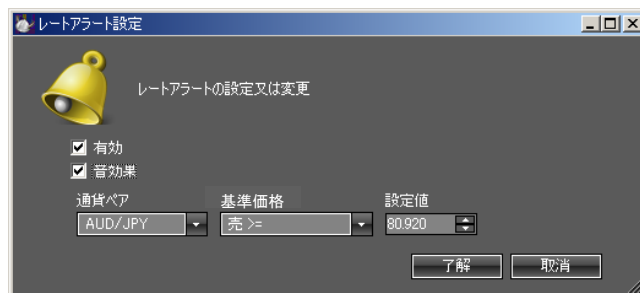 レートアラート設定
レートアラートの設定又は変更
有効
音効果
通貨ペア 基準価格 設定値
AUD/JPY 売 >= 80.920
了解 取消